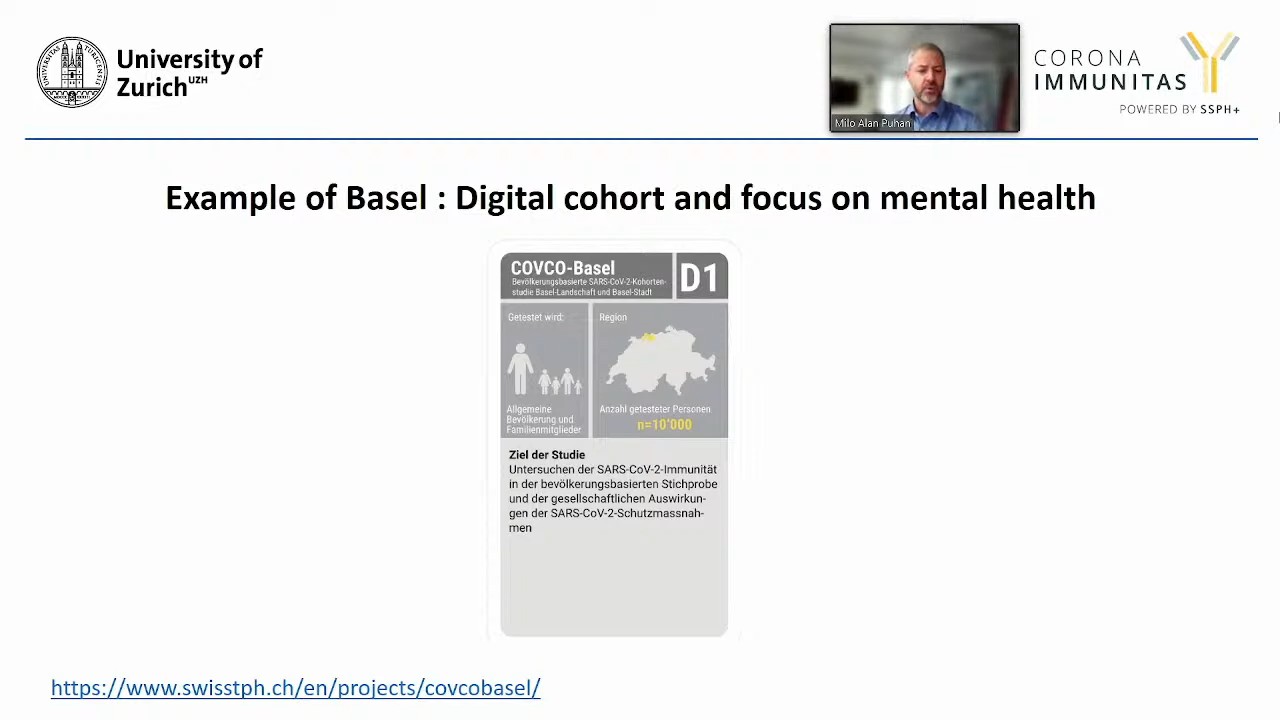 University of
Zurich UZH
Milo Alan Puhan
CORONA
IMMUNITAS
POWERED BY SSPH+
Example of Basel : Digital cohort and focus on mental health
COVCO-Basel
D1
Bevölkerungsbasierte SARS-CoV-2-Kohorten-
studie Basel-Landschaft und Basel-Stadt
Getestet wird:
Allgemeine
Bevölkerung und
Familienmitglieder
Region
Anzahl getesteter Personen
n=10'000
Ziel der Studie
Untersuchen der SARS-CoV-2-Immunität
in der bevölkerungsbasierten Stichprobe
und der gesellschaftlichen Auswirkun-
gen der SARS-CoV-2-Schutzmassnah-
men
https://www.swisstph.ch/en/projects/covcobasel/